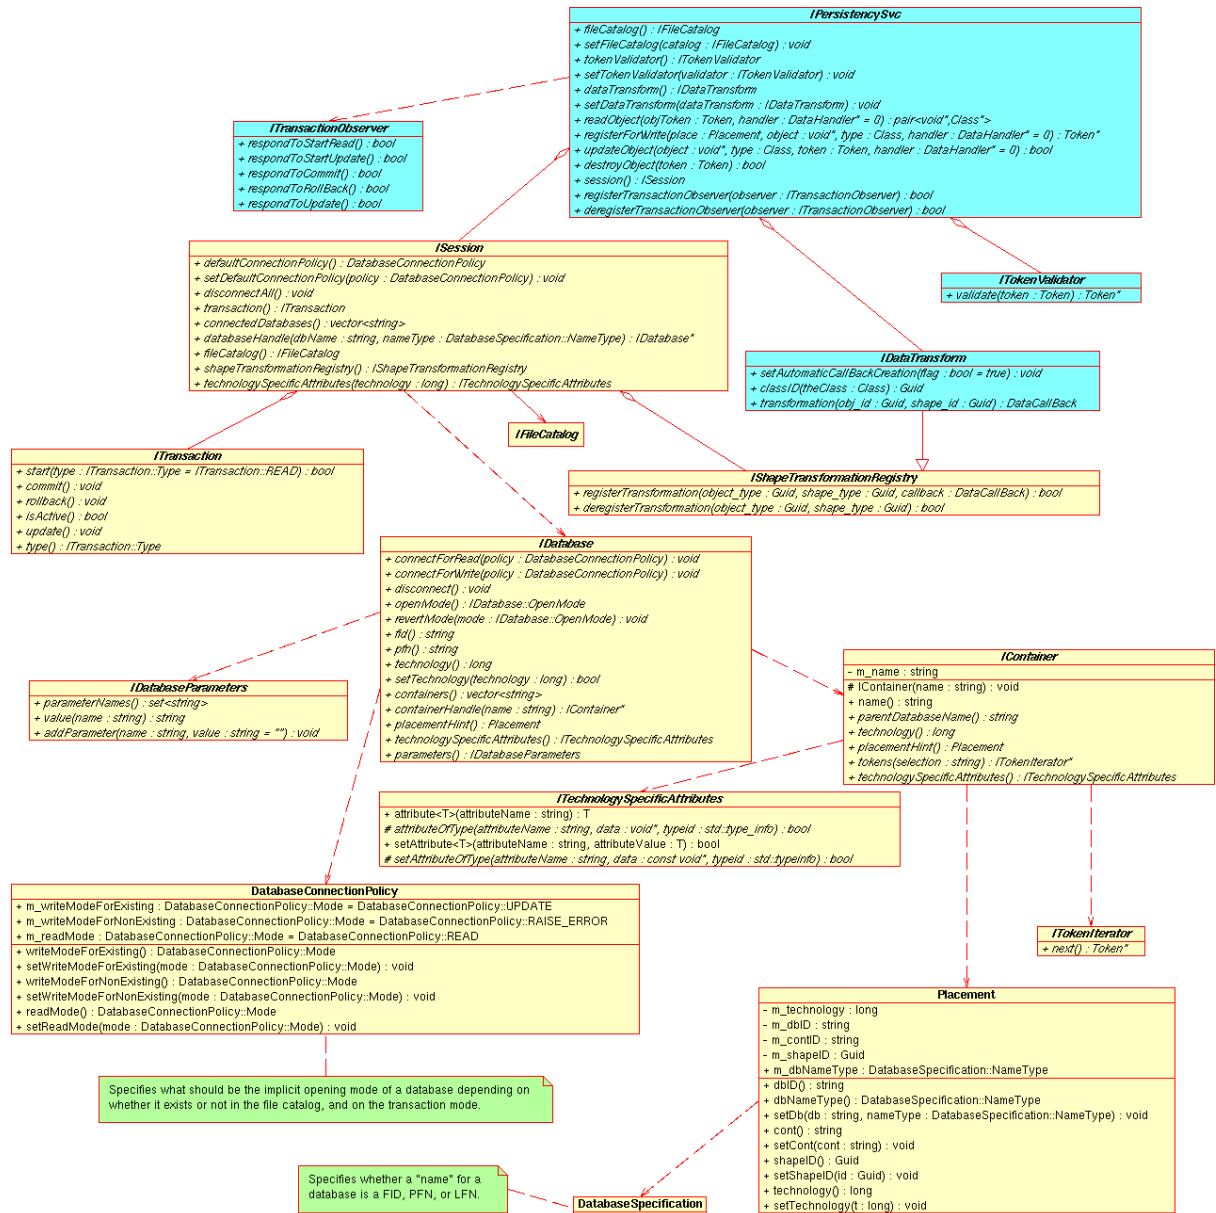 IPersistencySvc
+ fileCatalog() : IFileCatalog
+ setFileCatalog(catalog : IFileCatalog) : void
+ tokenValidator() : ITokenValidator
+ setTokenValidator(validator : ITokenValidator) : void
+ dataTransform() : IDataTransform
+ setDataTransform(dataTransform : IDataTransform) : void
+ readObject(objToken : Token, handler : DataHandler* = 0) : pair<void*,Class*>
+ registerForWrite(place : Placement, object : void*, type : Class, handler : DataHandler* = 0) : Token*
+ updateObject(object : void*, type : Class, token : Token, handler : DataHandler* = 0) : bool
+ destroyObject(token : Token) : bool
+ session() : ISession
+ registerTransactionObserver(observer : ITransactionObserver) : bool
+ deregisterTransactionObserver(observer : ITransactionObserver) : bool
ITransactionObserver
+ respondToStartRead() : bool
+ respondToStartUpdate() : bool
+ respondToCommit() : bool
+ respondToRollBack() : bool
+ respondToUpdate() : bool
ISession
+ defaultConnectionPolicy() : DatabaseConnectionPolicy
+ setDefaultConnectionPolicy(policy : DatabaseConnectionPolicy) : void
+ disconnectAll() : void
+ transaction() : ITransaction
+ connectedDatabases() : vector<string>
+ databaseHandle(dbName : string, nameType : DatabaseSpecification::NameType) : IDatabase*
+ fileCatalog() : IFileCatalog
+ shapeTransformationRegistry() : IShapeTransformationRegistry
+ technologySpecificAttributes(technology : long) : ITechnologySpecificAttributes
ITokenValidator
+ validate(token : Token) : Token*
IDataTransform
+ setAutomaticCallBackCreation(flag : bool = true) : void
+ classID(theClass : Class) : Guid
+ transformation(obj_id : Guid, shape_id : Guid) : DataCallBack
IFileCatalog
ITransaction
+ start(type : ITransaction::Type = ITransaction::READ) : bool
+ commit() : void
+ rollback() : void
+ isActive() : bool
+ update() : void
+ type() : ITransaction::Type
IShapeTransformationRegistry
+ registerTransformation(object_type : Guid, shape_type : Guid, callback : DataCallBack) : bool
+ deregisterTransformation(object_type : Guid, shape_type : Guid) : bool
IDatabase
+ connectForRead(policy : DatabaseConnectionPolicy) : void
+ connectForWrite(policy : DatabaseConnectionPolicy) : void
+ disconnect() : void
+ openMode() : IDatabase::OpenMode
+ revertMode(mode : IDatabase::OpenMode) : void
+ fid() : string
+ pfn() : string
+ technology() : long
+ setTechnology(technology : long) : bool
+ containers() : vector<string>
+ containerHandle(name : string) : IContainer*
+ placementHint() : Placement
+ technologySpecificAttributes() : ITechnologySpecificAttributes
+ parameters() : IDatabaseParameters
IDatabaseParameters
+ parameterNames() : set<string>
+ value(name : string) : string
+ addParameter(name : string, value : string = "") : void
IContainer
- m_name : string
# IContainer(name : string) : void
+ name() : string
+ parentDatabaseName() : string
+ technology() : long
+ placementHint() : Placement
+ tokens(selection : string) : ITokenIterator*
+ technologySpecificAttributes() : ITechnologySpecificAttributes
ITechnologySpecificAttributes
+ attribute<T>(attributeName : string) : T
# attributeOfType(attributeName : string, data : void*, typeid : std::type_info) : bool
+ setAttribute<T>(attributeName : string, attributeValue : T) : bool
# setAttributeOfType(attributeName : string, data : const void*, typeid : std::typeinfo) : bool
DatabaseConnectionPolicy
+ m_writeModeForExisting : DatabaseConnectionPolicy::Mode = DatabaseConnectionPolicy::UPDATE
+ m_writeModeForNonExisting : DatabaseConnectionPolicy::Mode = DatabaseConnectionPolicy::RAISE_ERROR
+ m_readMode : DatabaseConnectionPolicy::Mode = DatabaseConnectionPolicy::READ
+ writeModeForExisting() : DatabaseConnectionPolicy::Mode
+ setWriteModeForExisting(mode : DatabaseConnectionPolicy::Mode) : void
+ writeModeForNonExisting() : DatabaseConnectionPolicy::Mode
+ setWriteModeForNonExisting(mode : DatabaseConnectionPolicy::Mode) : void
+ readMode() : DatabaseConnectionPolicy::Mode
+ setReadMode(mode : DatabaseConnectionPolicy::Mode) : void
ITokenIterator
+ next() : Token*
Placement
- m_technology : long
- m_dbID : string
- m_contID : string
- m_shapeID : Guid
+ m_dbNameType : DatabaseSpecification::NameType
+ dbID() : string
+ dbNameType() : DatabaseSpecification::NameType
+ setDb(db : string, nameType : DatabaseSpecification::NameType) : void
+ cont() : string
+ setCont(cont : string) : void
+ shapeID() : Guid
+ setShapeID(id : Guid) : void
+ technology() : long
+ setTechnology(t : long) : void
Specifies what should be the implicit opening mode of a database depending on
whether it exists or not in the file catalog, and on the transaction mode.
Specifies whether a "name" for a
database is a FID, PFN, or LFN.
DatabaseSpecification